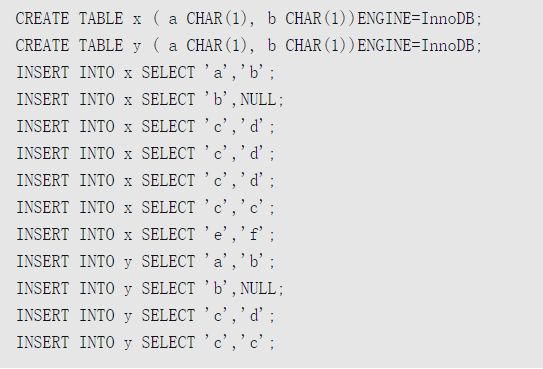 CREATE TABLE x ( a CHAR(1), b CHAR(1))ENGINE=InnoDB;
CREATE TABLE y ( a CHAR(1), b CHAR(1))ENGINE=InnoDB;
INSERT INTO x SELECT 'a','b';
INSERT INTO x SELECT 'b',NULL;
INSERT INTO x SELECT 'c','d';
INSERT INTO x SELECT 'c','d';
INSERT INTO x SELECT 'c','d';
INSERT INTO x SELECT 'c','c';
INSERT INTO x SELECT 'e','f';
INSERT INTO y SELECT 'a','b';
INSERT INTO y SELECT 'b',NULL;
INSERT INTO y SELECT 'c','d';
INSERT INTO y SELECT 'c','c';